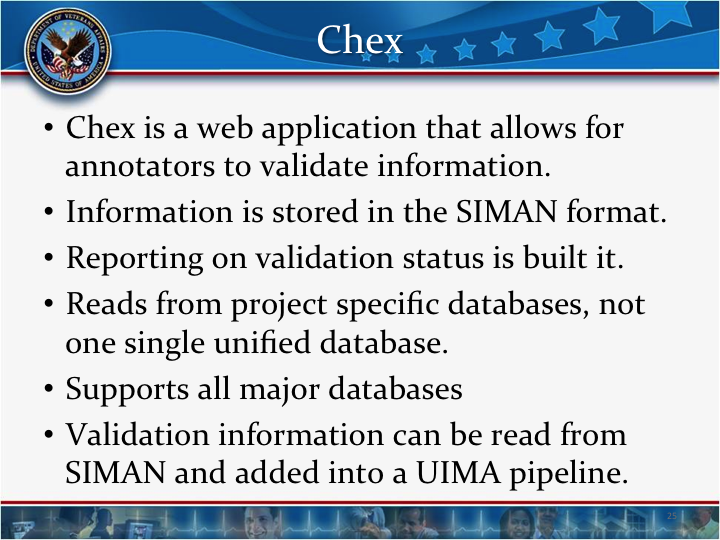 Chex
DEPARTMENT OF VETERANS AFFAIRS
UNITED STATES OF AMERICA
• Chex is a web application that allows for
annotators to validate information.
• Information is stored in the SIMAN format.
• Reporting on validation status is built it.
• Reads from project specific databases, not
one single unified database.
• Supports all major databases
• Validation information can be read from
SIMAN and added into a UIMA pipeline.
25